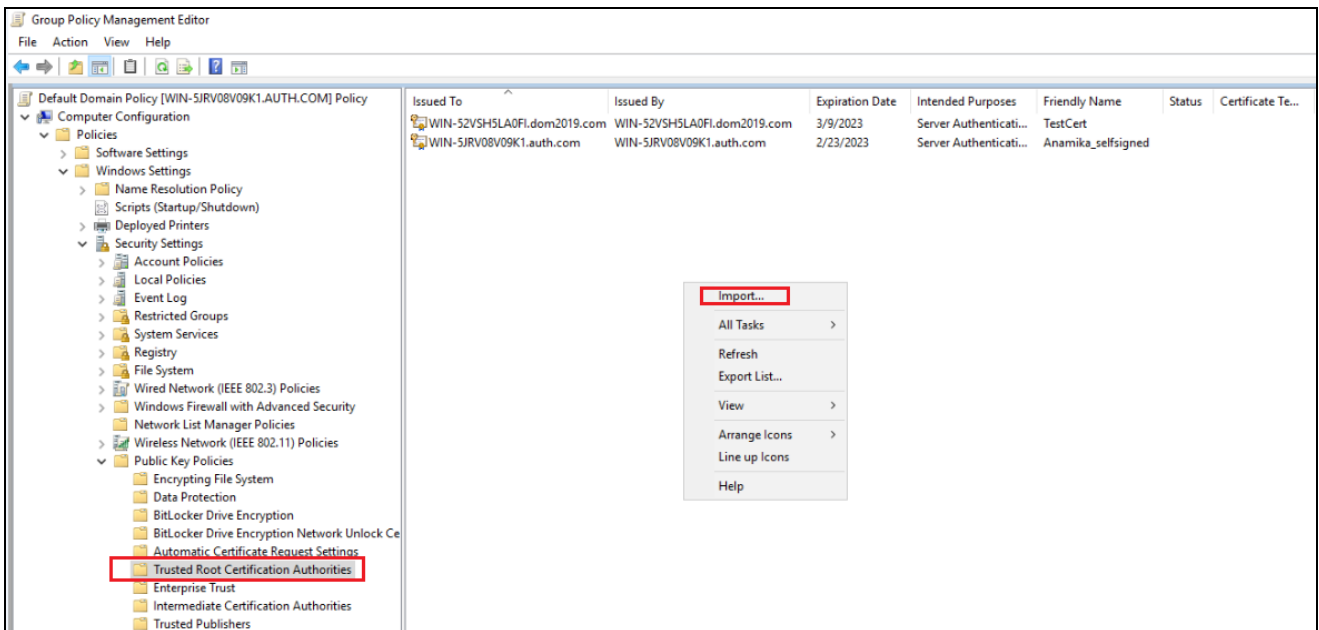 Group Policy Management Editor
File Action View Help
Default Domain Policy [WIN-5JRV08V09K1.AUTH.COM] Policy
Computer Configuration
Policies
Software Settings
Windows Settings
Name Resolution Policy
Scripts (Startup/Shutdown)
Deployed Printers
Security Settings
Account Policies
Local Policies
Event Log
Restricted Groups
System Services
Registry
File System
Wired Network (IEEE 802.3) Policies
Windows Firewall with Advanced Security
Network List Manager Policies
Wireless Network (IEEE 802.11) Policies
Public Key Policies
Encrypting File System
Data Protection
BitLocker Drive Encryption
BitLocker Drive Encryption Network Unlock Ce
Automatic Certificate Request Settings
Trusted Root Certification Authorities
Enterprise Trust
Intermediate Certification Authorities
Trusted Publishers
Issued To Issued By Expiration Date Intended Purposes Friendly Name Status Certificate Te...
WIN-52VSH5LA0FI.dom2019.com WIN-52VSH5LA0FI.dom2019.com 3/9/2023 Server Authenticati... TestCert
WIN-5JRV08V09K1.auth.com WIN-5JRV08V09K1.auth.com 2/23/2023 Server Authenticati... Anamika_selfsigned
Import...
All Tasks
Refresh
Export List...
View
Arrange Icons
Line up Icons
Help